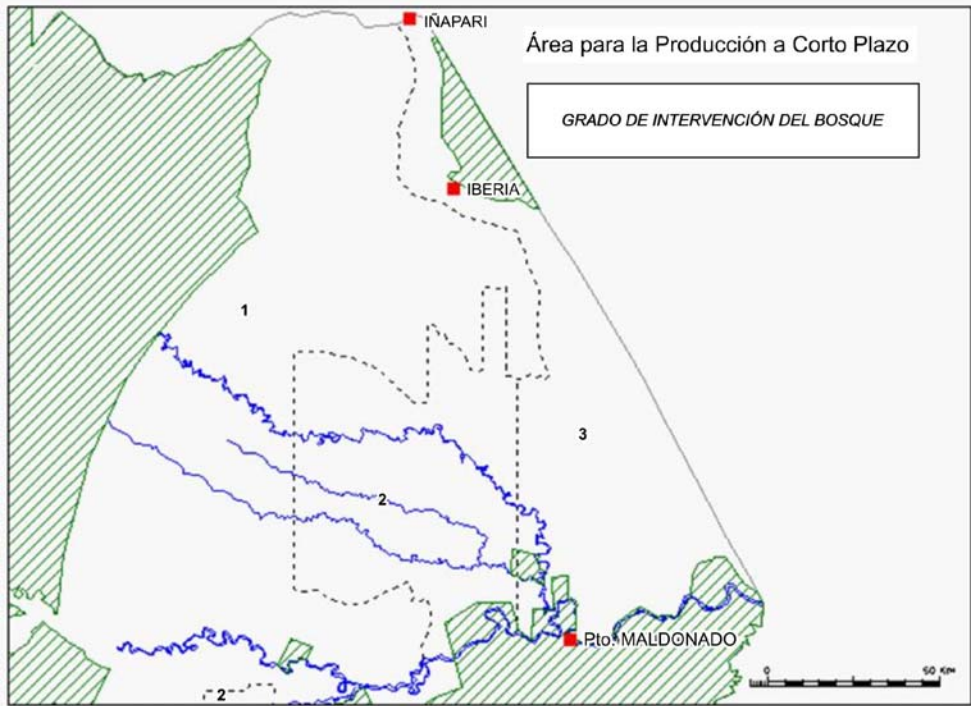 IÑAPARI
Área para la Producción a Corto Plazo
GRADO DE INTERVENCIÓN DEL BOSQUE
IBERIA
1
3
2
Pto. MALDONADO
0 50 Km
2